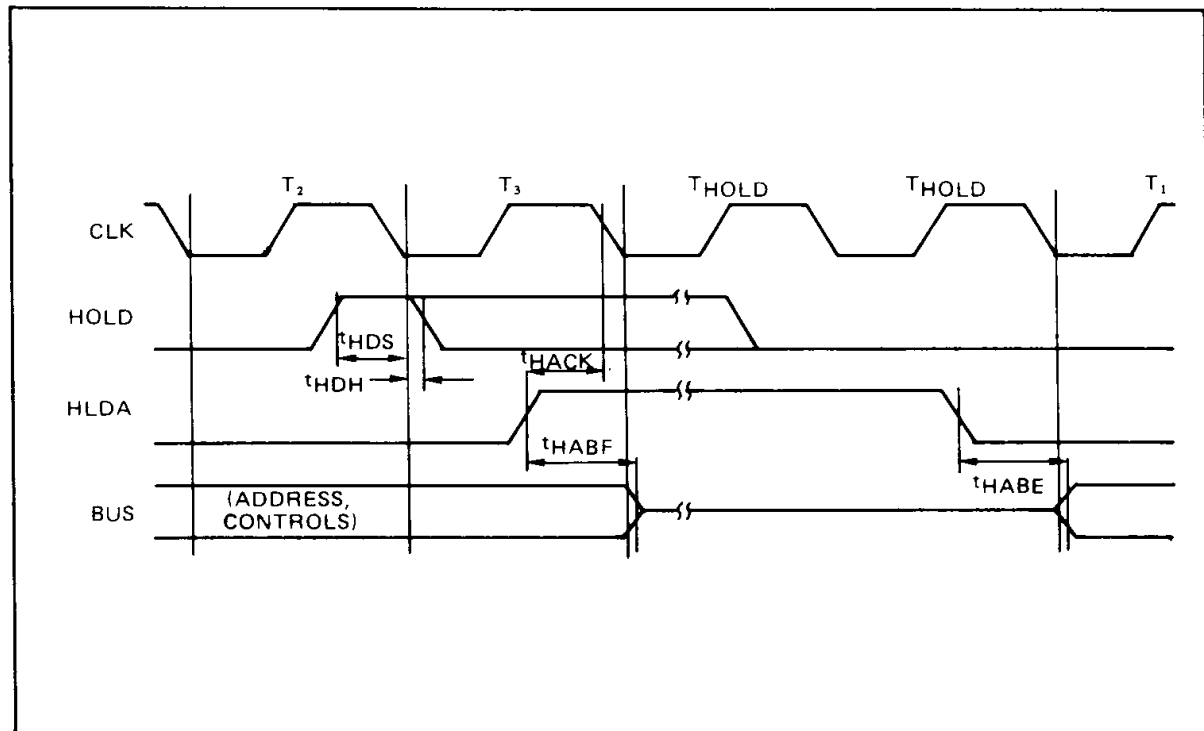 T₂ T₃ THOLD THOLD T₁
CLK
HOLD
tHDS
tHACK
tHDH
HLDA
tHABF
tHABE
BUS
(ADDRESS,
CONTROLS)